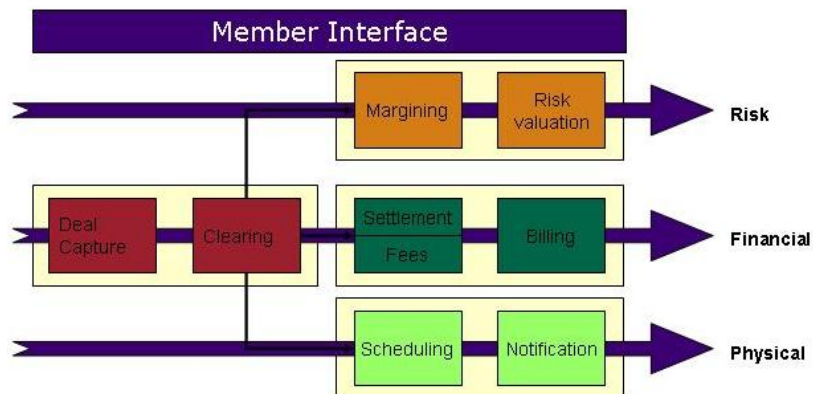 Member Interface
Margining
Risk
valuation
Risk
Deal
Capture
Clearing
Settlement
Fees
Billing
Financial
Scheduling
Notification
Physical